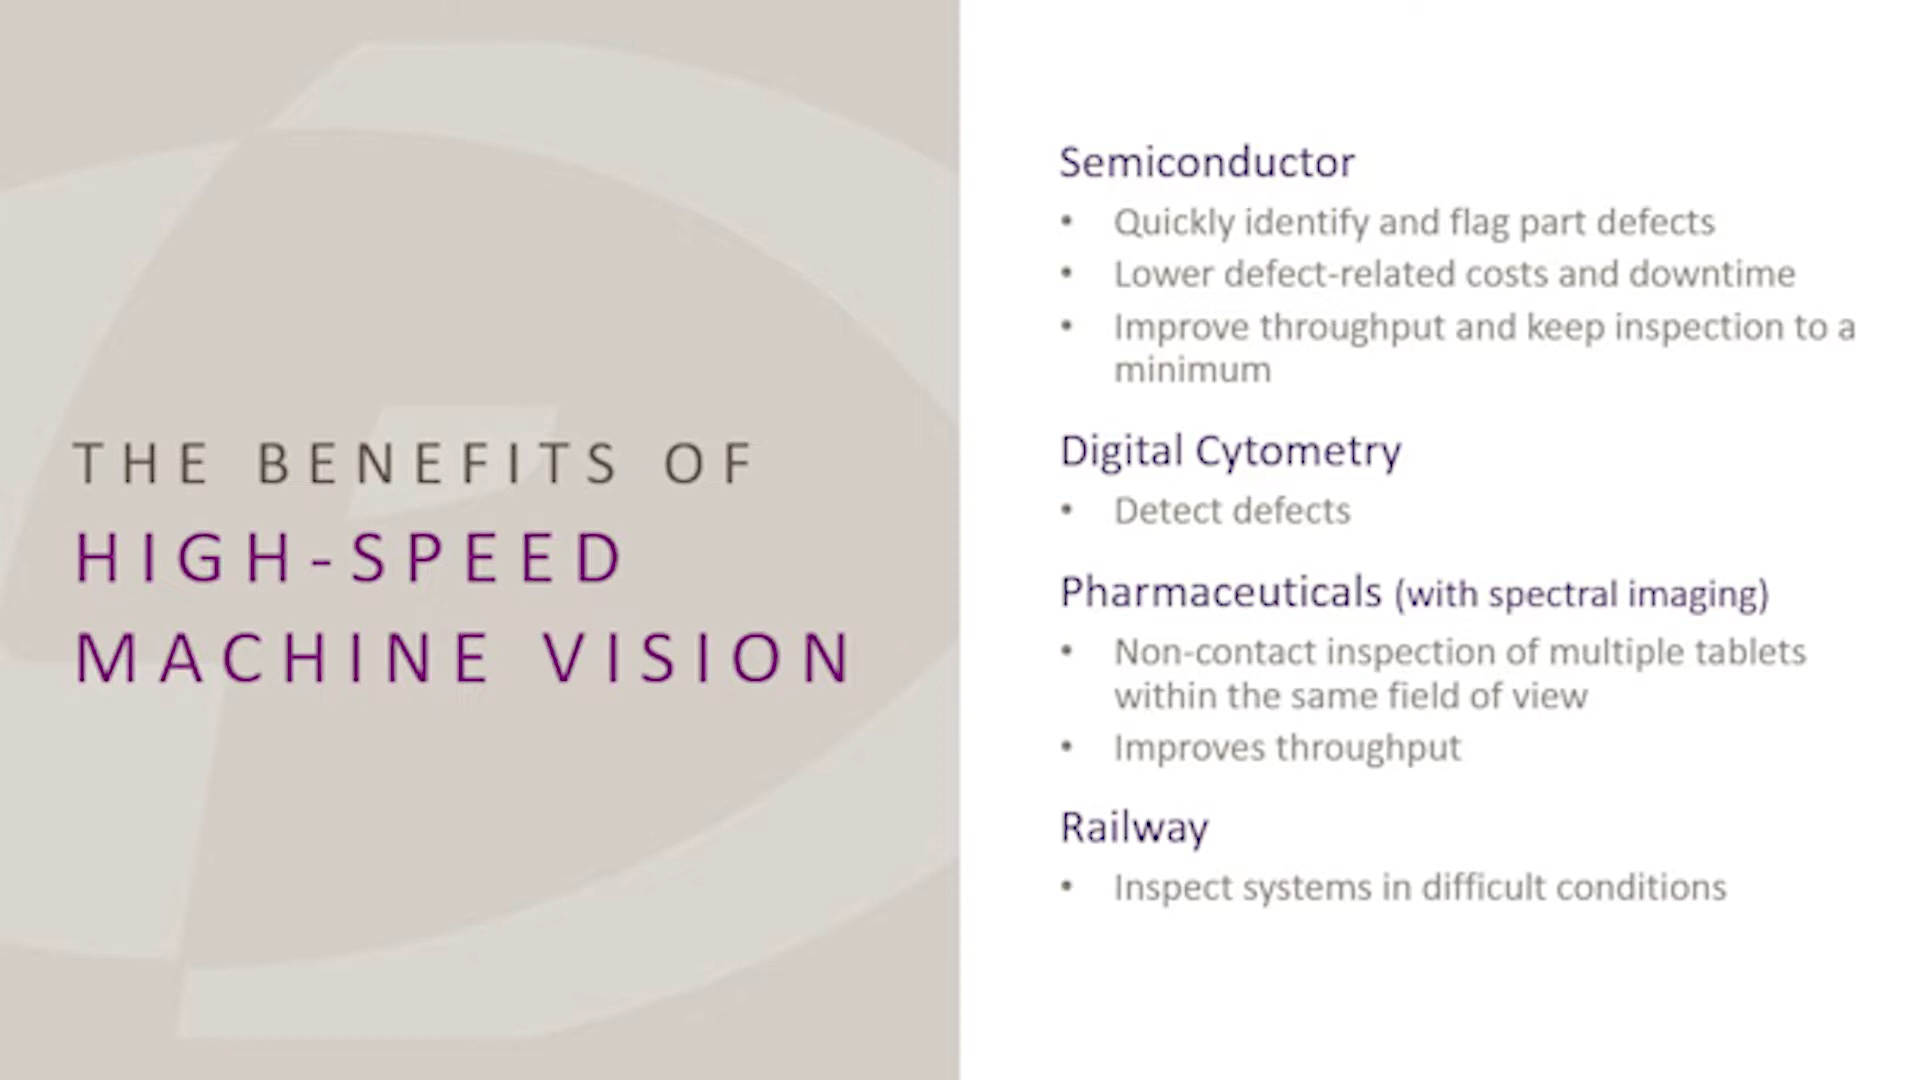 THE BENEFITS OF
HIGH-SPEED
MACHINE VISION
Semiconductor
• Quickly identify and flag part defects
• Lower defect-related costs and downtime
• Improve throughput and keep inspection to a
minimum
Digital Cytometry
• Detect defects
Pharmaceuticals (with spectral imaging)
• Non-contact inspection of multiple tablets
within the same field of view
• Improves throughput
Railway
• Inspect systems in difficult conditions